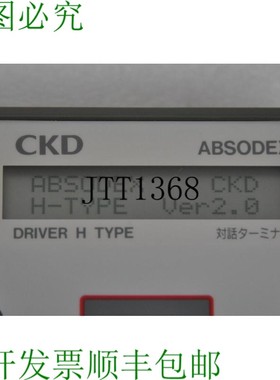 图必究
CKD ABSODEX
ABSODEX CKD
JTT1368
H-TYPE Ver2.0
DRIVER H TYPE 対話ターミナ
开发票顺丰包邮